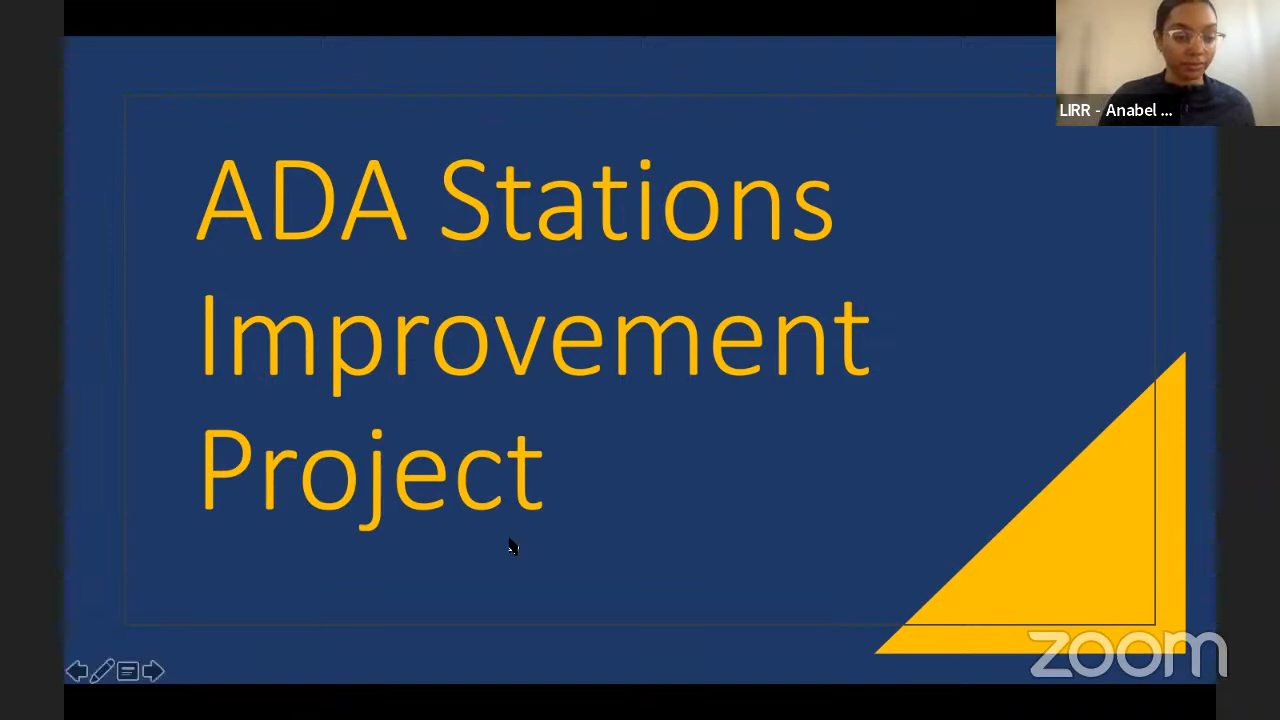 LIRR - Anabel ...
ADA Stations
Improvement
Project
zoom